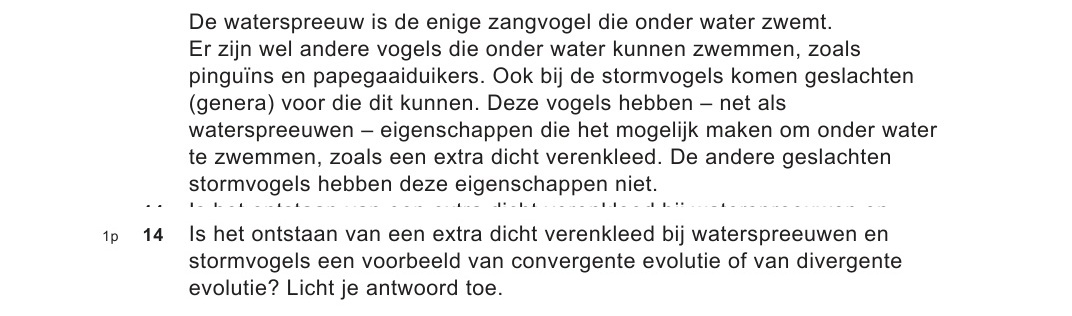 De waterspreeuw is de enige zangvogel die onder water zwemt.
Er zijn wel andere vogels die onder water kunnen zwemmen, zoals
pinguïns en papegaaiduikers. Ook bij de stormvogels komen geslachten
(genera) voor die dit kunnen. Deze vogels hebben – net als
waterspreeuwen – eigenschappen die het mogelijk maken om onder water
te zwemmen, zoals een extra dicht verenkleed. De andere geslachten
stormvogels hebben deze eigenschappen niet.
1p 14 Is het ontstaan van een extra dicht verenkleed bij waterspreeuwen en
stormvogels een voorbeeld van convergente evolutie of van divergente
evolutie? Licht je antwoord toe.